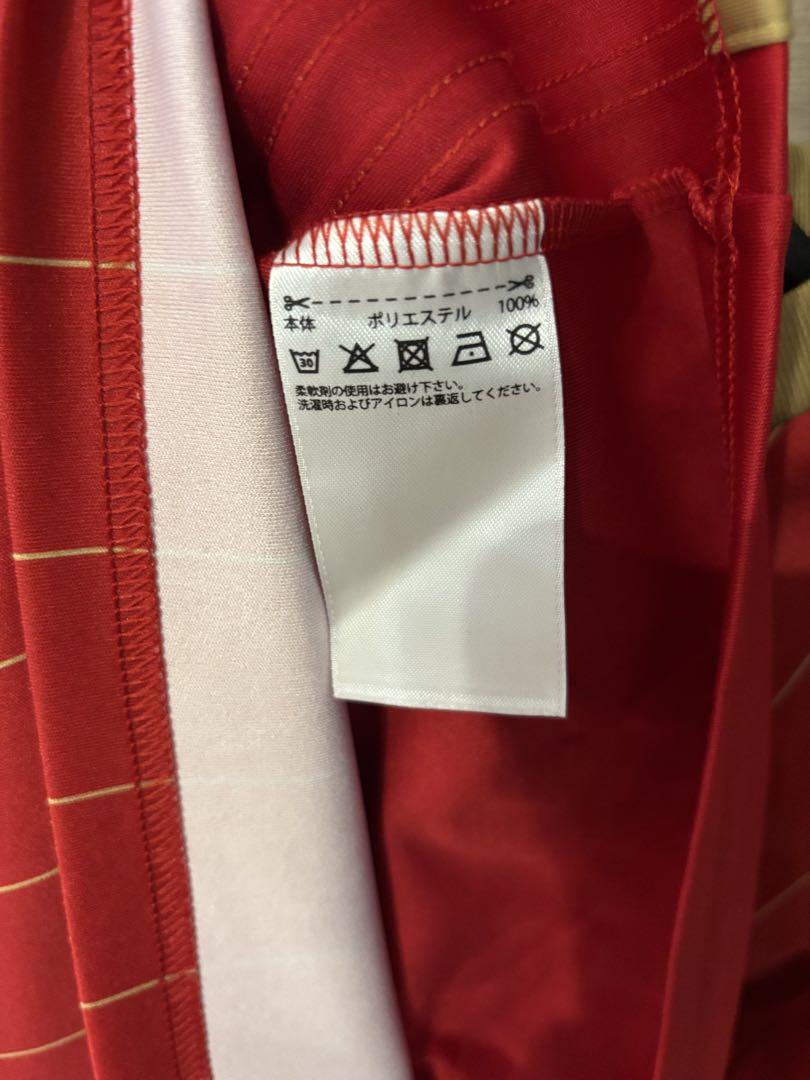 本体 ポリエステル 100%
30
柔軟剤の使用はお避け下さい。
洗濯時およびアイロンは裏返してください。